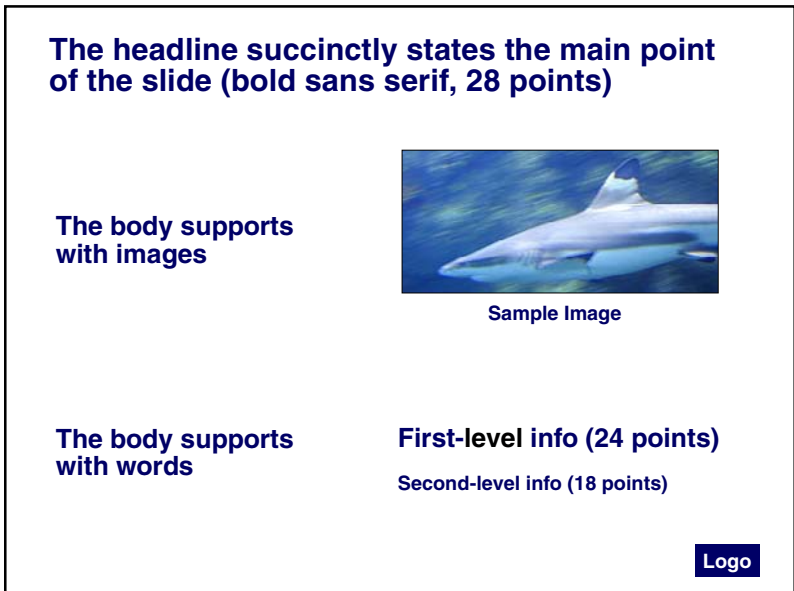 The headline succinctly states the main point
of the slide (bold sans serif, 28 points)
The body supports
with images
Sample Image
The body supports
with words
First-level info (24 points)
Second-level info (18 points)
Logo